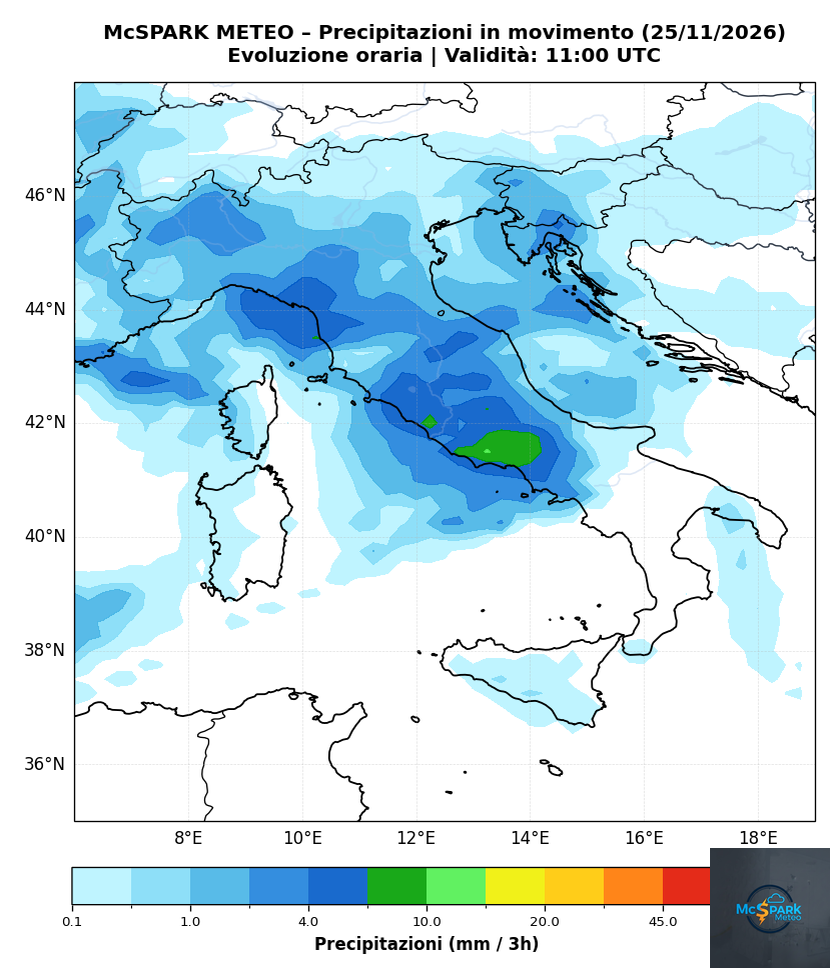 McSPARK METEO – Precipitazioni in movimento (25/11/2026)
Evoluzione oraria | Validità: 11:00 UTC
46°N
44°N
42°N
40°N
38°N
36°N
8°E 10°E 12°E 14°E 16°E 18°E
0.1 1.0 4.0 10.0 20.0 45.0
Precipitazioni (mm / 3h)
McSPARK
Meteo